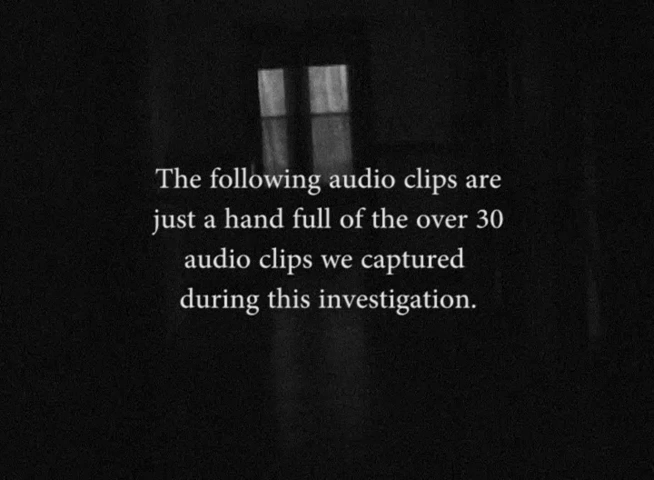 The following audio clips are
just a hand full of the over 30
audio clips we captured
during this investigation.